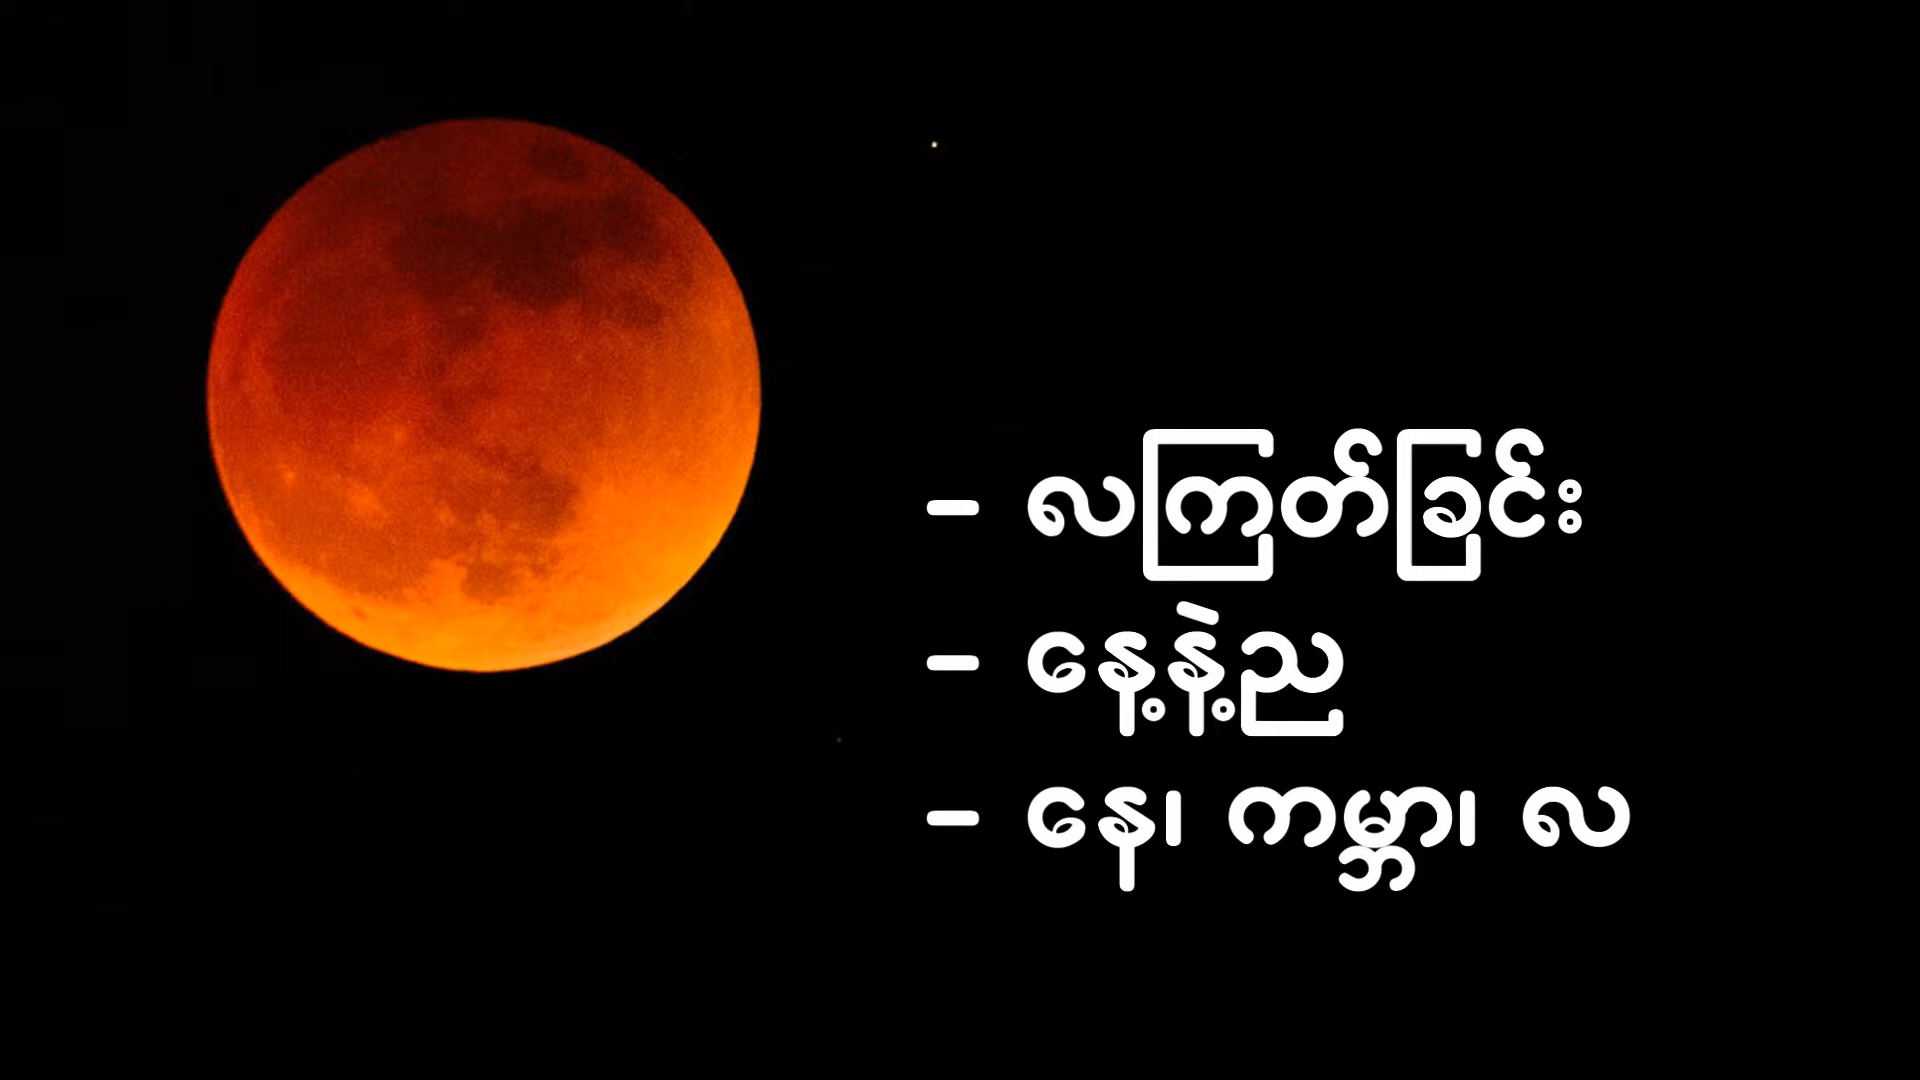 - လကြတ်ခြင်း
- နေ့နဲ့ည
- နေ၊ ကမ္ဘာ၊ လ